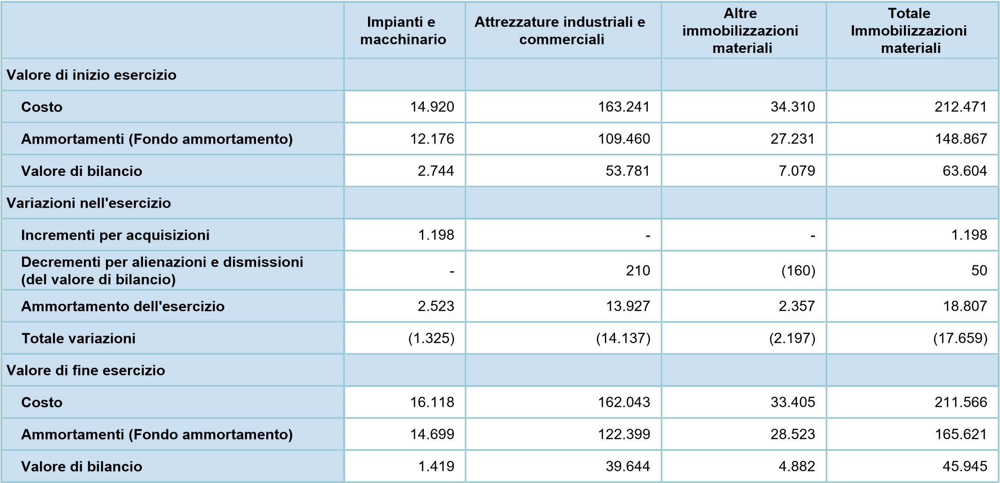 Impianti e macchinario Attrezzature industriali e commerciali Altre immobilizzazioni materiali Totale Immobilizzazioni materiali
Valore di inizio esercizio
Costo 14.920 163.241 34.310 212.471
Ammortamenti (Fondo ammortamento) 12.176 109.460 27.231 148.867
Valore di bilancio 2.744 53.781 7.079 63.604
Variazioni nell'esercizio
Incrementi per acquisizioni 1.198 - - 1.198
Decrementi per alienazioni e dismissioni (del valore di bilancio) - 210 (160) 50
Ammortamento dell'esercizio 2.523 13.927 2.357 18.807
Totale variazioni (1.325) (14.137) (2.197) (17.659)
Valore di fine esercizio
Costo 16.118 162.043 33.405 211.566
Ammortamenti (Fondo ammortamento) 14.699 122.399 28.523 165.621
Valore di bilancio 1.419 39.644 4.882 45.945